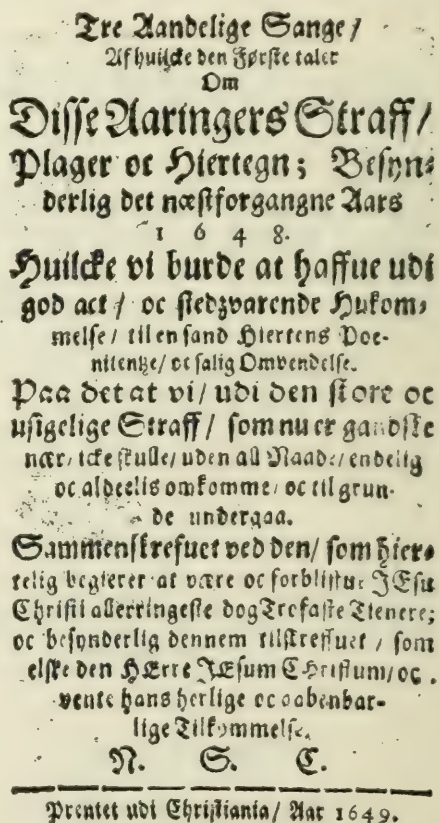 Tre Aandelige Sange /
Af huilcke den Første taler
Om
Disse Aaringers Straff /
Plager oc Hiertegn; Besyn-
derlig det næstforgangne Aars
1648.
Huilcke vi burde at haffue udi
god act / oc stedzvarende Hukom-
melse / til en sand Hiertens Poe-
nitentze / oc salig Omvendelse.
Paa det at vi / udi den store oc
usigelige Straff / som nu er gandske
nær / icke skulle / uden all Naade / endelig
oc aldeelis omkomme / oc til grun-
de undergaa.
Sammenskrefuet ved den / som hier-
telig begierer at være oc forbliffue JEsu
Christi allerringeste dog Trofaste Tienere;
oc besynderlig dennem tilskreffuet / som
elske den HErre JEsum CHristum / oc
vente hans herlige oc aabenbar-
lige Tilkommelse.
N. S. C.
Prentet udi Christiania / Aar 1649.